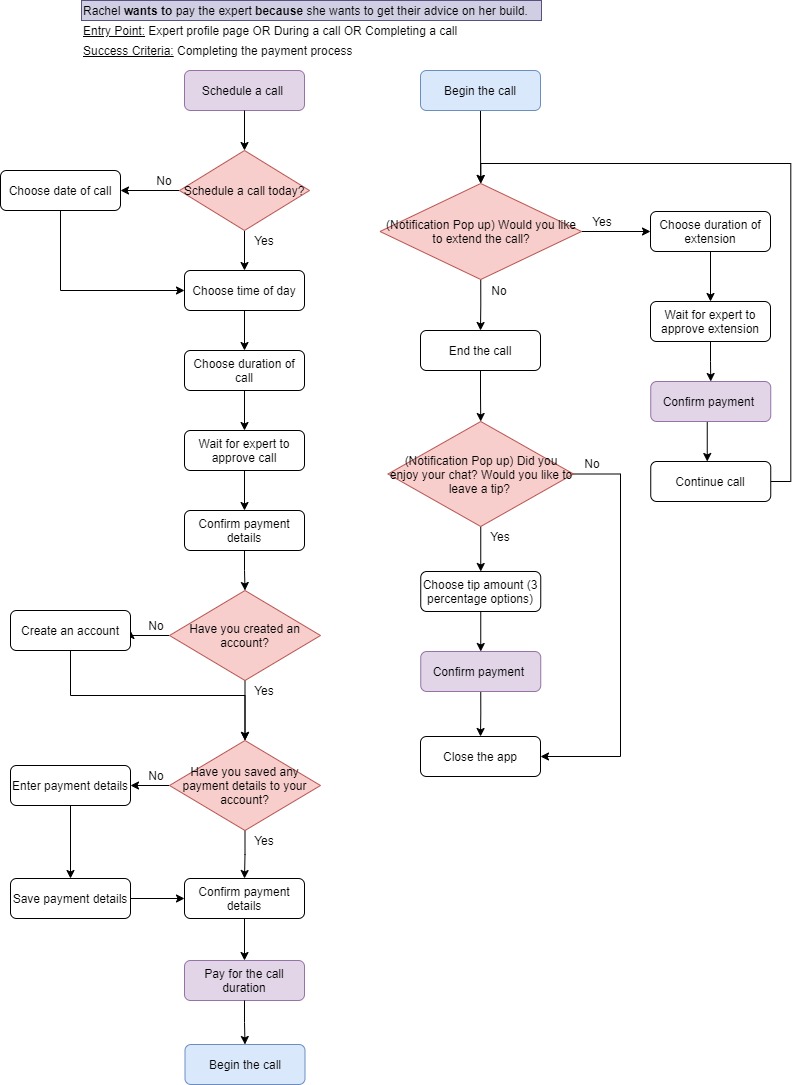 Rachel wants to pay the expert because she wants to get their advice on her build.
Entry Point: Expert profile page OR During a call OR Completing a call
Success Criteria: Completing the payment process
Schedule a call
Schedule a call today?
No
Choose date of call
Yes
Choose time of day
Choose duration of
call
Wait for expert to
approve call
Confirm payment
details
Have you created an
account?
No
Create an account
Yes
Have you saved any
payment details to your
account?
No
Enter payment details
Save payment details
Yes
Confirm payment
details
Pay for the call
duration
Begin the call
Begin the call
(Notification Pop up) Would you like
to extend the call?
Yes
Choose duration of
extension
Wait for expert to
approve extension
Confirm payment
Continue call
No
End the call
(Notification Pop up) Did you
enjoy your chat? Would you like to
leave a tip?
No
Yes
Choose tip amount (3
percentage options)
Confirm payment
Close the app